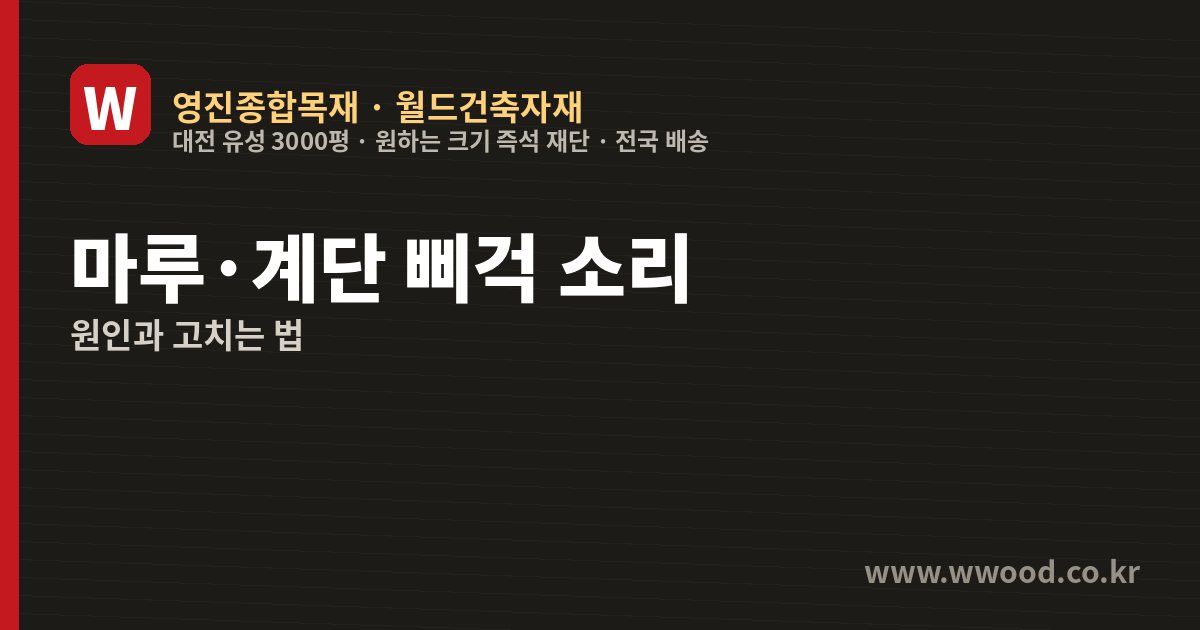 W
영진종합목재 · 월드건축자재
대전 유성 3000평 · 원하는 크기 즉석 재단 · 전국 배송
마루·계단 삐걱 소리
원인과 고치는 법
www.wwood.co.kr